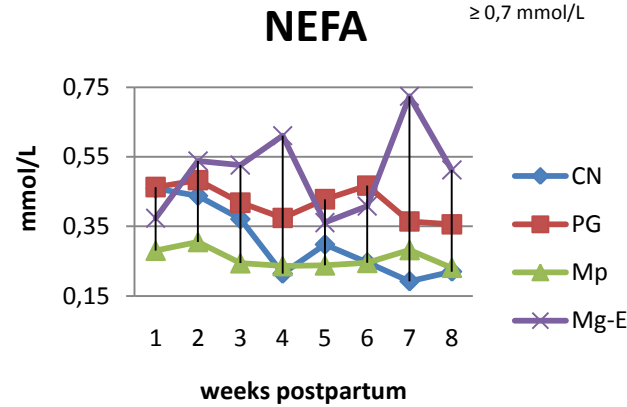 NEFA
≥ 0,7 mmol/L
0,75
0,55
0,35
0,15
mmol/L
1 2 3 4 5 6 7 8
weeks postpartum
CN
PG
Mp
Mg-E